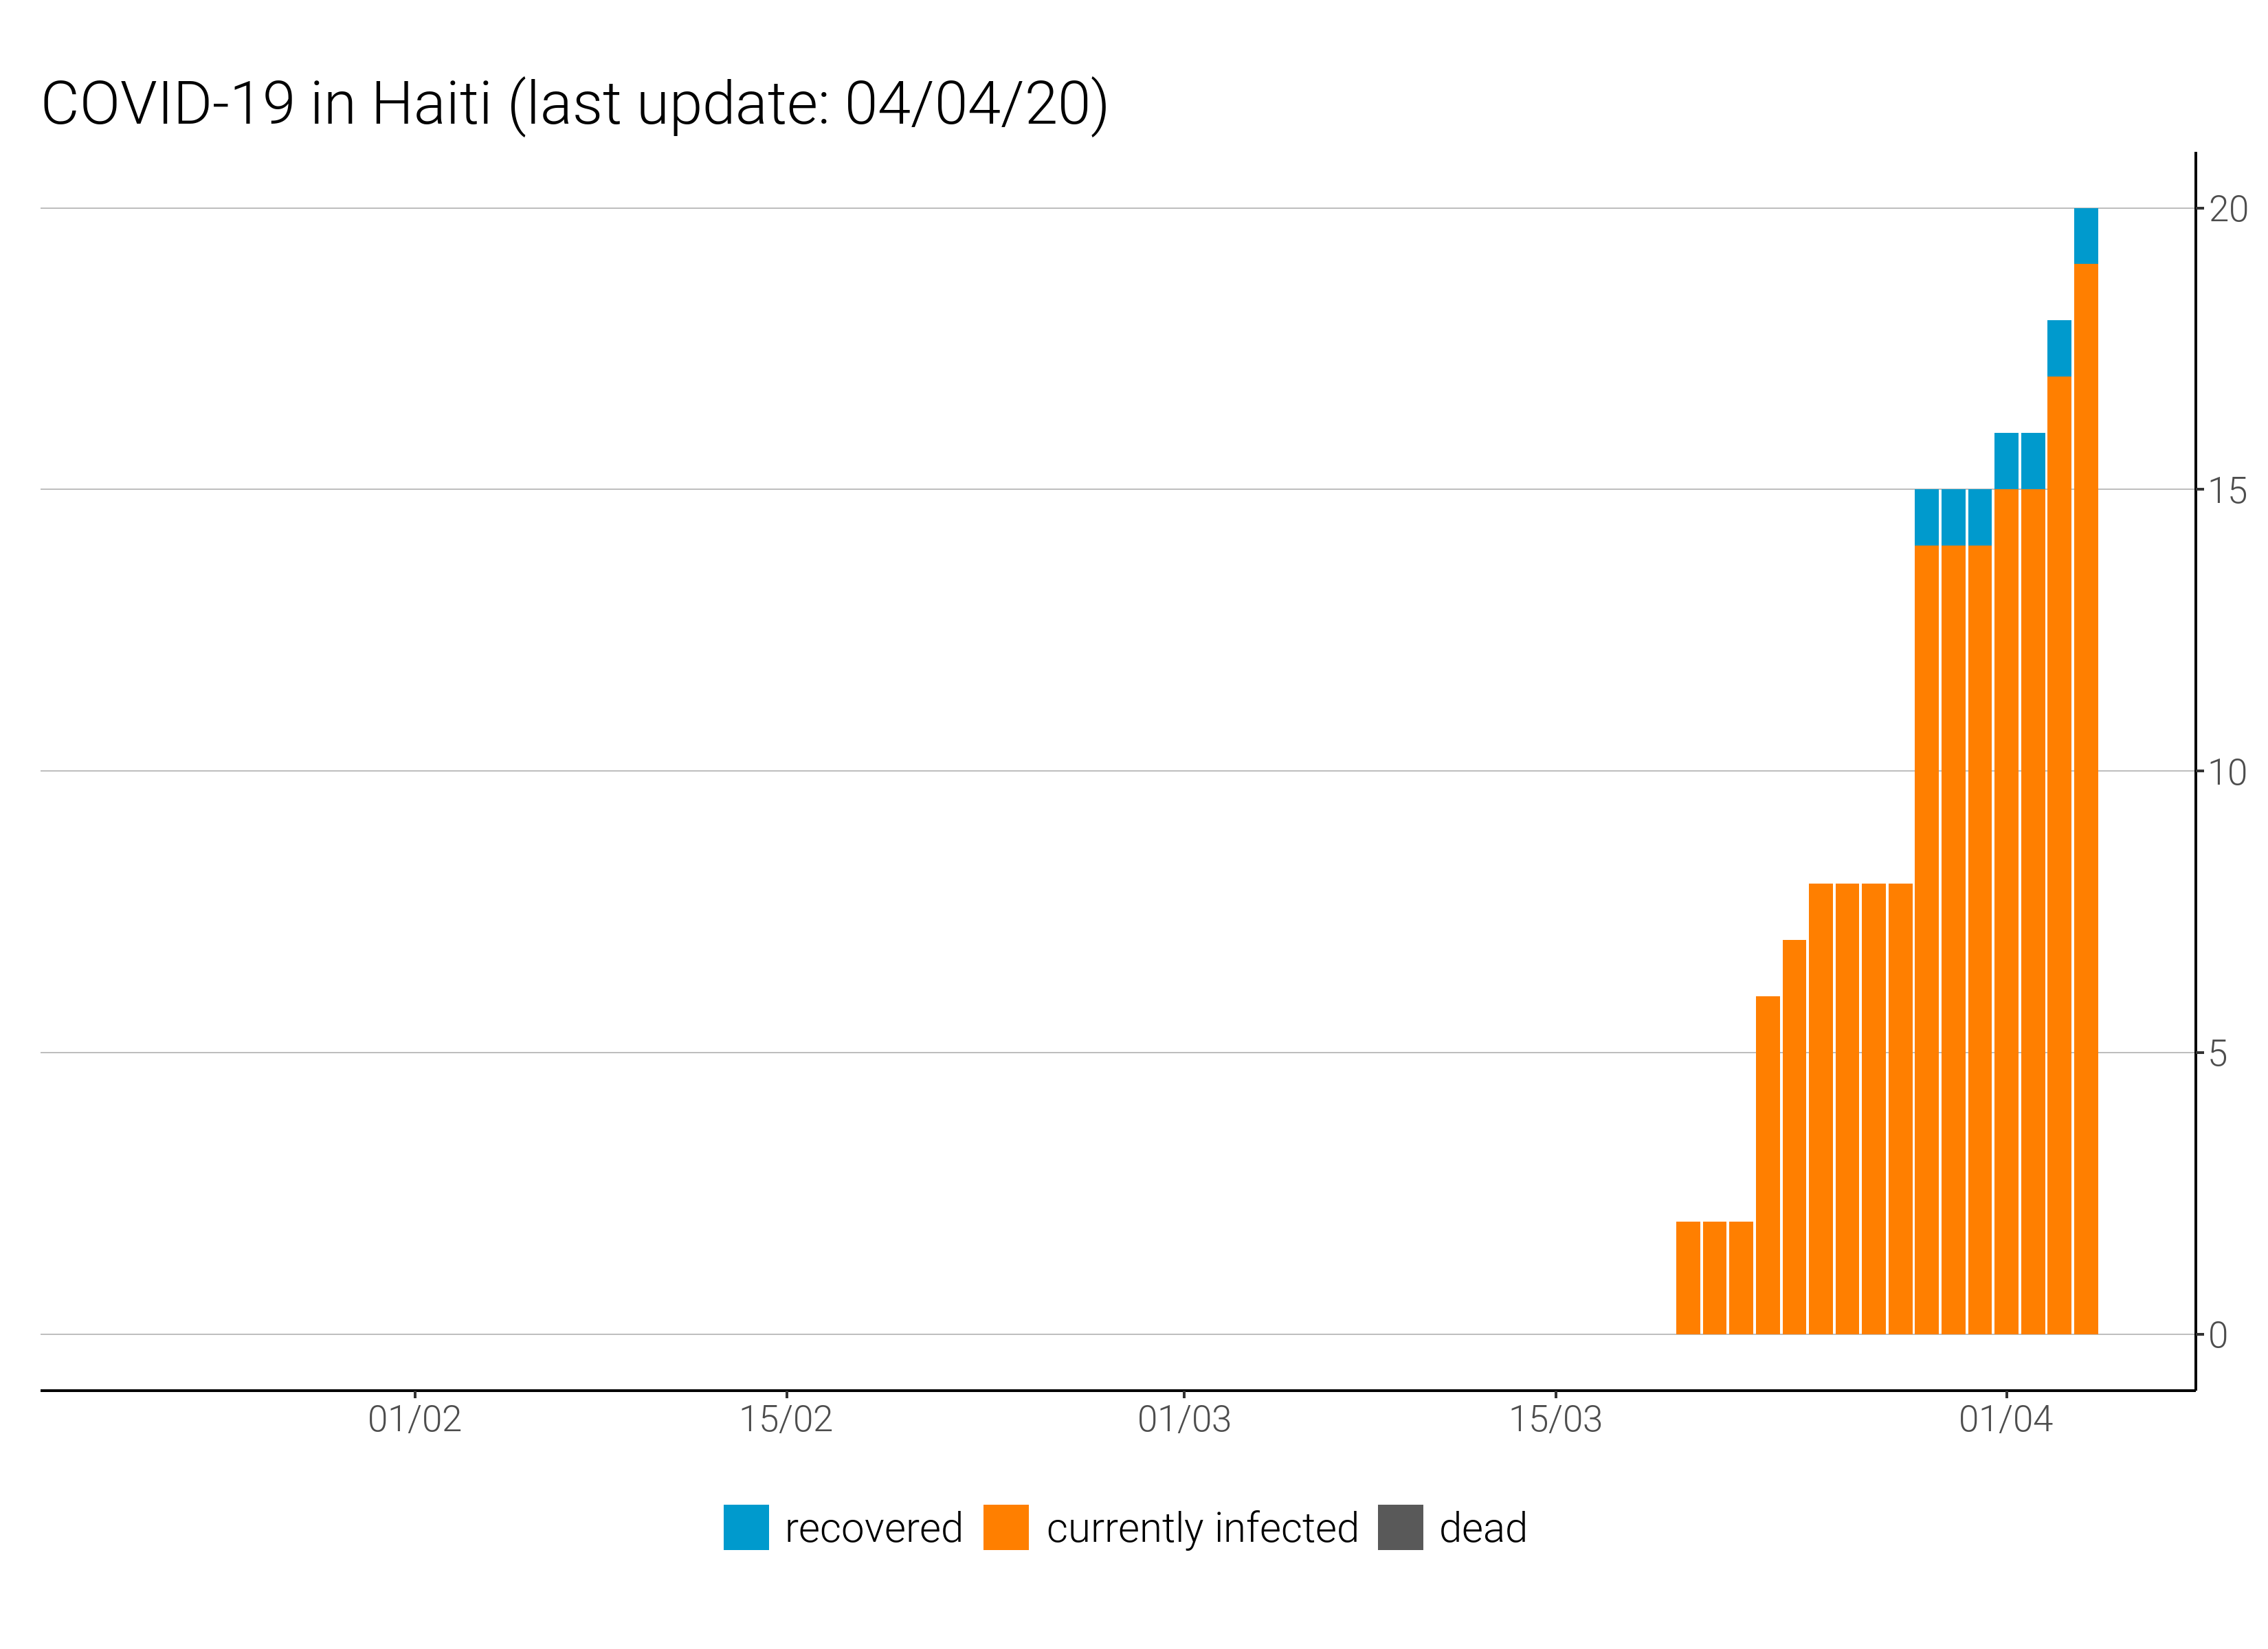 COVID-19 in Haiti (last update: 04/04/20)
20
15
10
5
0
01/02 15/02 01/03 15/03 01/04
recovered currently infected dead